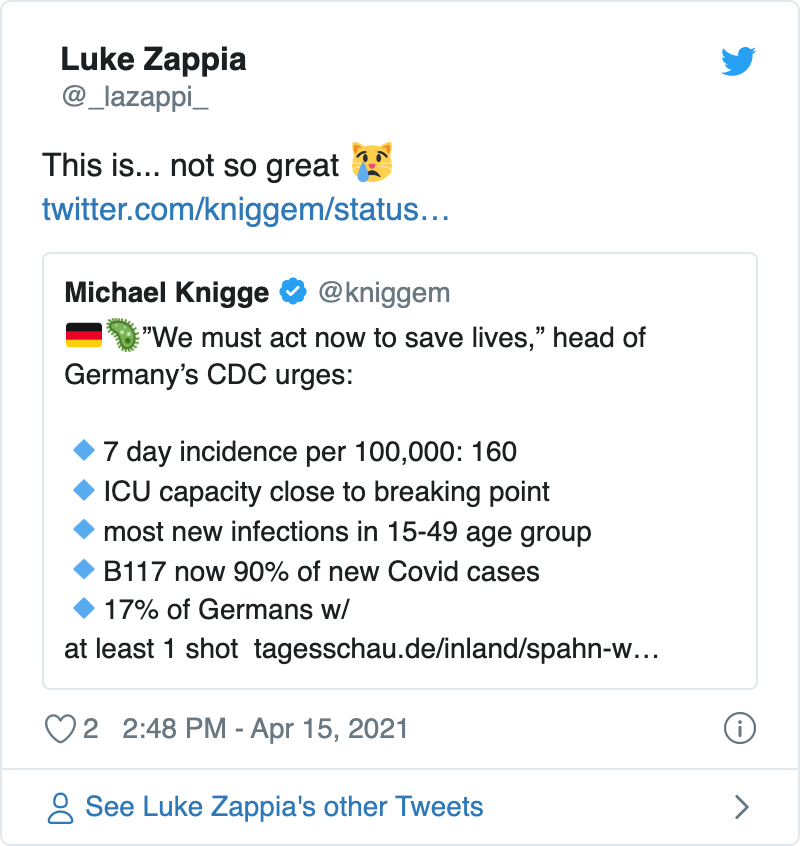 Luke Zappia
@_lazappi_
This is... not so great 😿
twitter.com/kniggem/status…
Michael Knigge @kniggem
🇩🇪🦠”We must act now to save lives,” head of
Germany’s CDC urges:
🔹7 day incidence per 100,000: 160
🔹ICU capacity close to breaking point
🔹most new infections in 15-49 age group
🔹B117 now 90% of new Covid cases
🔹17% of Germans w/
at least 1 shot tagesschau.de/inland/spahn-w…
2 2:48 PM - Apr 15, 2021
See Luke Zappia's other Tweets